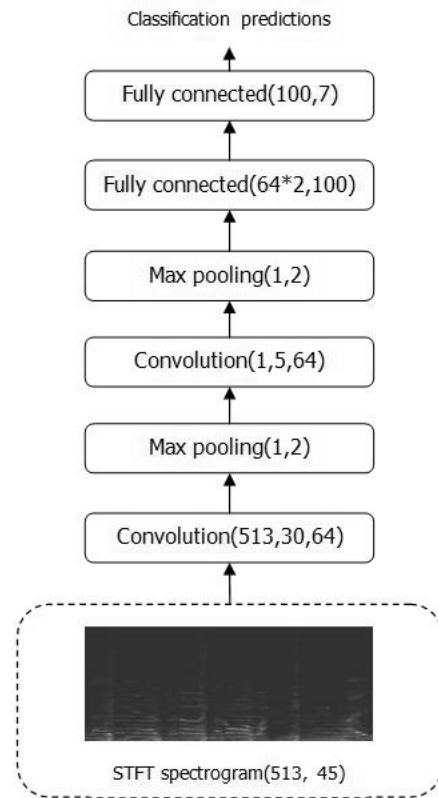 Classification predictions
Fully connected(100,7)
Fully connected(64*2,100)
Max pooling(1,2)
Convolution(1,5,64)
Max pooling(1,2)
Convolution(513,30,64)
STFT spectrogram(513, 45)